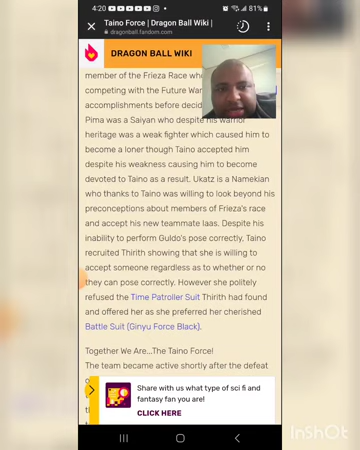 4:20
81%
Taino Force | Dragon Ball Wiki |
dragonball.fandom.com
DRAGON BALL WIKI
member of the Frieza Race
competing with the Future
accomplishments before
Pima was a Saiyan who despite his warrior
heritage was a weak fighter which caused him to
become a loner though Taino accepted him
despite his weakness causing him to become
devoted to Taino as a result. Ukatz is a Namekian
who thanks to Taino was willing to look beyond his
preconceptions about members of Frieza's race
and accept his new teammate Iaas. Despite his
inability to perform Guldo's pose correctly, Taino
recruited Thirith showing that she is willing to
accept someone regardless as to whether or no
they can pose correctly. However she politely
refused the Time Patroller Suit Thirith had found
and offered her as she preferred her cherished
Battle Suit (Ginyu Force Black).
Together We Are...The Taino Force!
The team became active shortly after the defeat
Share with us what type of sci fi and
fantasy fan you are!
CLICK HERE
InShOt